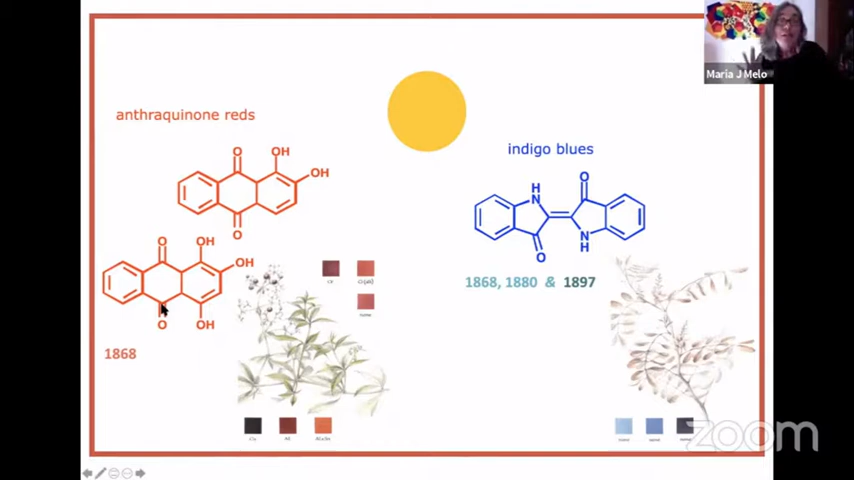 Maria J Melo
anthraquinone reds
indigo blues
O
OH
OH
O
O
OH
OH
O
OH
H
N
O
O
N
H
1868
1868, 1880 & 1897
zoom